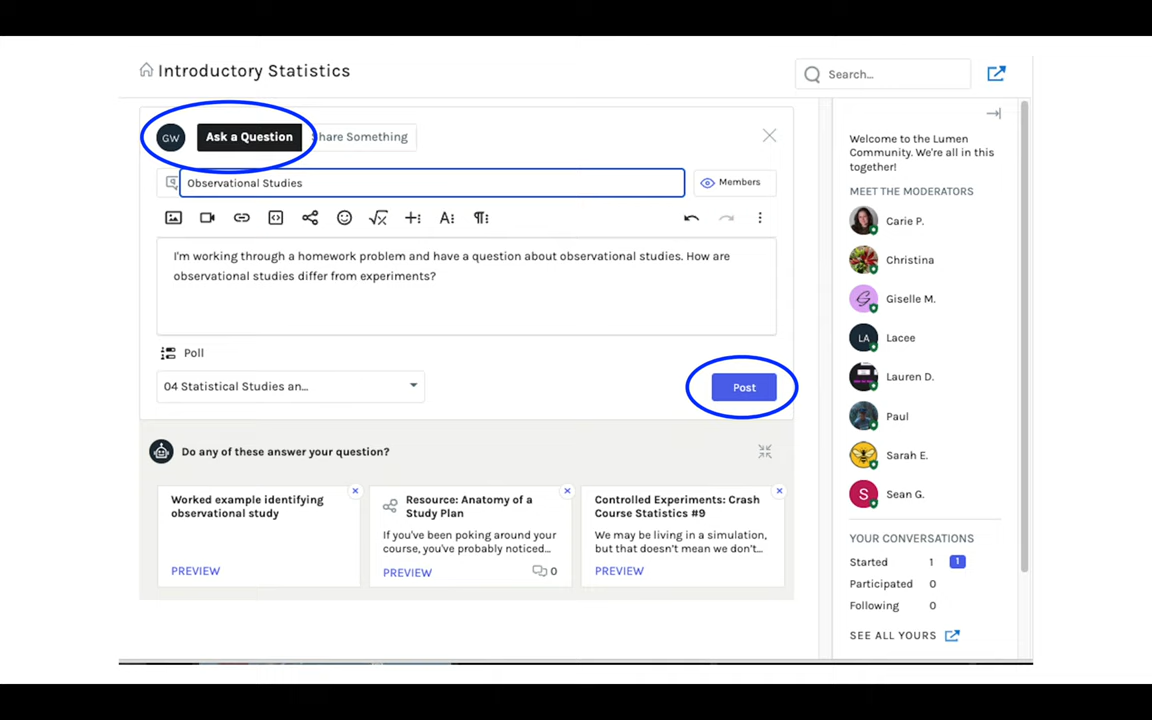 Introductory Statistics
Search...
GW
Ask a Question
Share Something
Observational Studies
Members
I'm working through a homework problem and have a question about observational studies. How are
observational studies differ from experiments?
Poll
04 Statistical Studies an...
Post
Do any of these answer your question?
Worked example identifying
observational study
PREVIEW
Resource: Anatomy of a
Study Plan
If you've been poking around your
course, you've probably noticed...
PREVIEW
0
Controlled Experiments: Crash
Course Statistics #9
We may be living in a simulation,
but that doesn't mean we don't...
PREVIEW
Welcome to the Lumen
Community. We're all in this
together!
MEET THE MODERATORS
Carie P.
Christina
Giselle M.
LA
Lacee
Lauren D.
Paul
Sarah E.
S
Sean G.
YOUR CONVERSATIONS
Started 1 1
Participated 0
Following 0
SEE ALL YOURS